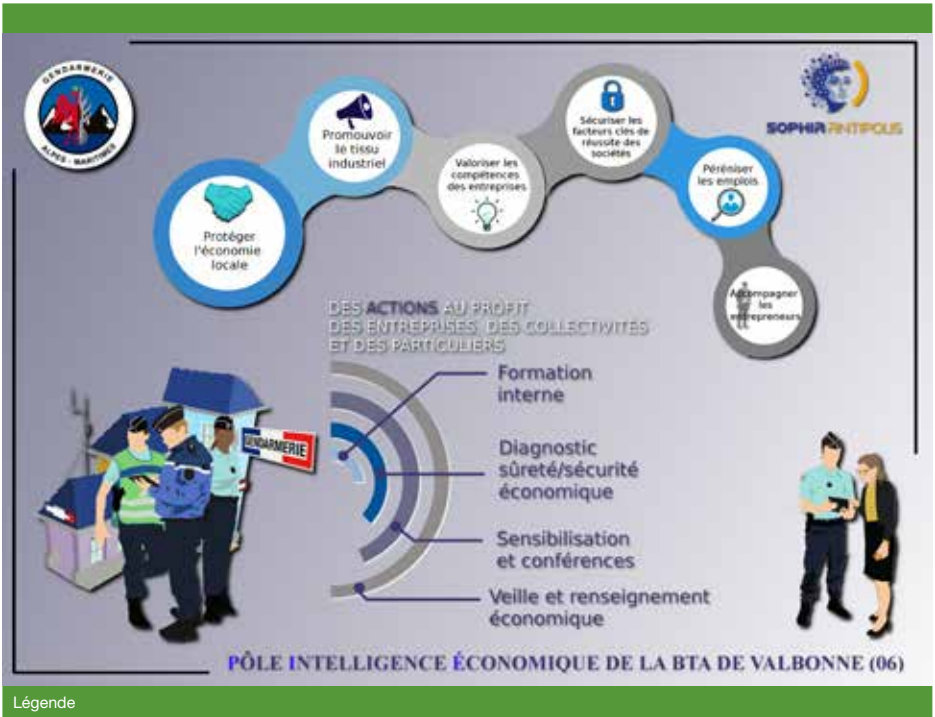 GENDARMERIE
ALPES - MARITIMES
SOPHIA ANTIPOLIS
Protéger
l'économie
locale
Promouvoir
le tissu
industriel
Valoriser les
compétences
des entreprises
Sécuriser les
facteurs clés de
réussite des
sociétés
Péréniser
les emplois
Accompagner
les
entrepreneurs
DES ACTIONS AU PROFIT
DES ENTREPRISES, DES COLLECTIVITÉS
ET DES PARTICULIERS
Formation
interne
Diagnostic
sûreté/sécurité
économique
Sensibilisation
et conférences
Veille et renseignement
économique
GENDARMERIE
PÔLE INTELLIGENCE ÉCONOMIQUE DE LA BTA DE VALBONNE (06)
Légende